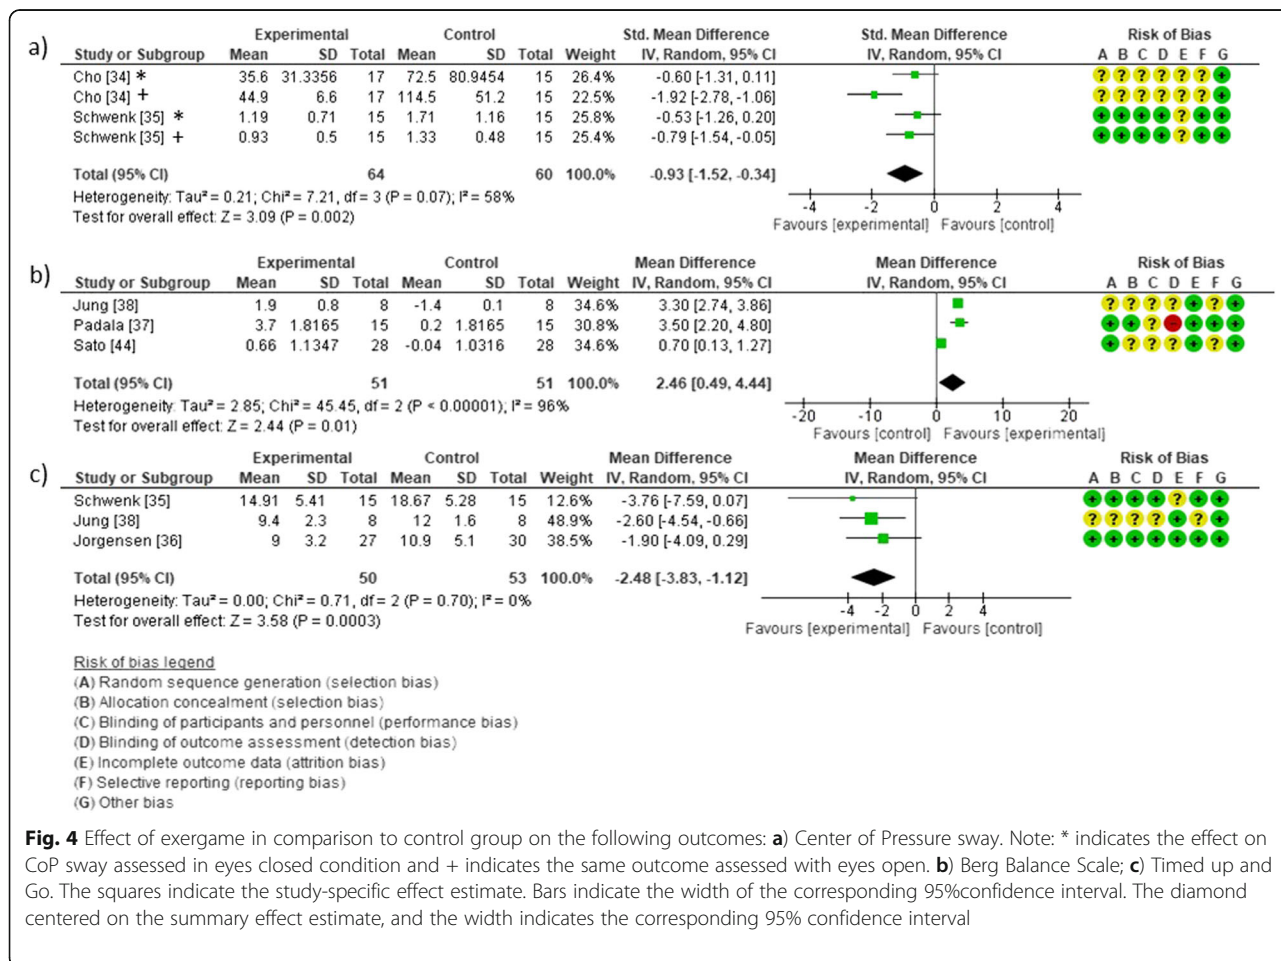 a)
Experimental Control Std. Mean Difference Std. Mean Difference Risk of Bias
Study or Subgroup Mean SD Total Mean SD Total Weight IV, Random, 95% CI IV, Random, 95% CI A B C D E F G
Cho [34] * 35.6 31.3356 17 72.5 80.9454 15 26.4% -0.60 [-1.31, 0.11] ? ? ? ? ? ? +
Cho [34] + 44.9 6.6 17 114.5 51.2 15 22.5% -1.92 [-2.78, -1.06] ? ? ? ? ? ? +
Schwenk [35] * 1.19 0.71 15 1.71 1.16 15 25.8% -0.53 [-1.26, 0.20] + + + + ? + +
Schwenk [35] + 0.93 0.5 15 1.33 0.48 15 25.4% -0.79 [-1.54, -0.05] + + + + ? + +
Total (95% CI) 64 60 100.0% -0.93 [-1.52, -0.34]
Heterogeneity: Tau² = 0.21; Chi² = 7.21, df = 3 (P = 0.07); I² = 58%
Test for overall effect: Z = 3.09 (P = 0.002)
-4 -2 0 2 4
Favours [experimental] Favours [control]
b)
Experimental Control Mean Difference Mean Difference Risk of Bias
Study or Subgroup Mean SD Total Mean SD Total Weight IV, Random, 95% CI IV, Random, 95% CI A B C D E F G
Jung [38] 1.9 0.8 8 -1.4 0.1 8 34.6% 3.30 [2.74, 3.86] ? ? ? ? + ? +
Padala [37] 3.7 1.8165 15 0.2 1.8165 15 30.8% 3.50 [2.20, 4.80] + + ? - + + +
Sato [44] 0.66 1.1347 28 -0.04 1.0316 28 34.6% 0.70 [0.13, 1.27] + ? ? ? + ? +
Total (95% CI) 51 51 100.0% 2.46 [0.49, 4.44]
Heterogeneity: Tau² = 2.85; Chi² = 45.45, df = 2 (P < 0.00001); I² = 96%
Test for overall effect: Z = 2.44 (P = 0.01)
-20 -10 0 10 20
Favours [control] Favours [experimental]
c)
Experimental Control Mean Difference Mean Difference Risk of Bias
Study or Subgroup Mean SD Total Mean SD Total Weight IV, Random, 95% CI IV, Random, 95% CI A B C D E F G
Schwenk [35] 14.91 5.41 15 18.67 5.28 15 12.6% -3.76 [-7.59, 0.07] + + + + ? + +
Jung [38] 9.4 2.3 8 12 1.6 8 48.9% -2.60 [-4.54, -0.66] ? ? ? ? + ? +
Jorgensen [36] 9 3.2 27 10.9 5.1 30 38.5% -1.90 [-4.09, 0.29] + + + + + + +
Total (95% CI) 50 53 100.0% -2.48 [-3.83, -1.12]
Heterogeneity: Tau² = 0.00; Chi² = 0.71, df = 2 (P = 0.70); I² = 0%
Test for overall effect: Z = 3.58 (P = 0.0003)
-4 -2 0 2 4
Favours [experimental] Favours [control]
Risk of bias legend
(A) Random sequence generation (selection bias)
(B) Allocation concealment (selection bias)
(C) Blinding of participants and personnel (performance bias)
(D) Blinding of outcome assessment (detection bias)
(E) Incomplete outcome data (attrition bias)
(F) Selective reporting (reporting bias)
(G) Other bias
Fig. 4 Effect of exergame in comparison to control group on the following outcomes: a) Center of Pressure sway. Note: * indicates the effect on
CoP sway assessed in eyes closed condition and + indicates the same outcome assessed with eyes open. b) Berg Balance Scale; c) Timed up and
Go. The squares indicate the study-specific effect estimate. Bars indicate the width of the corresponding 95%confidence interval. The diamond
centered on the summary effect estimate, and the width indicates the corresponding 95% confidence interval